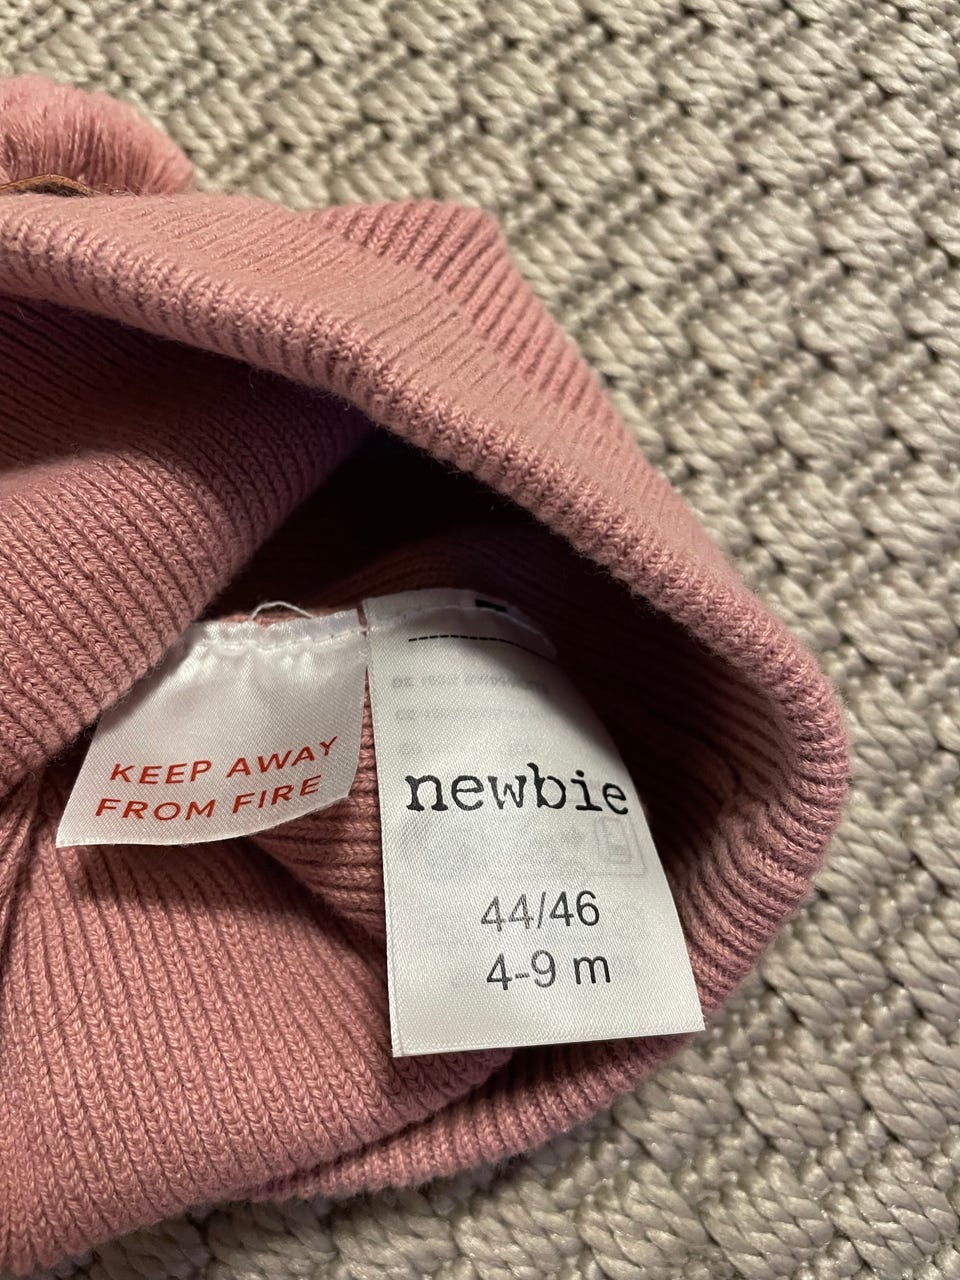 KEEP AWAY
FROM FIRE
newbie
44/46
4-9 m